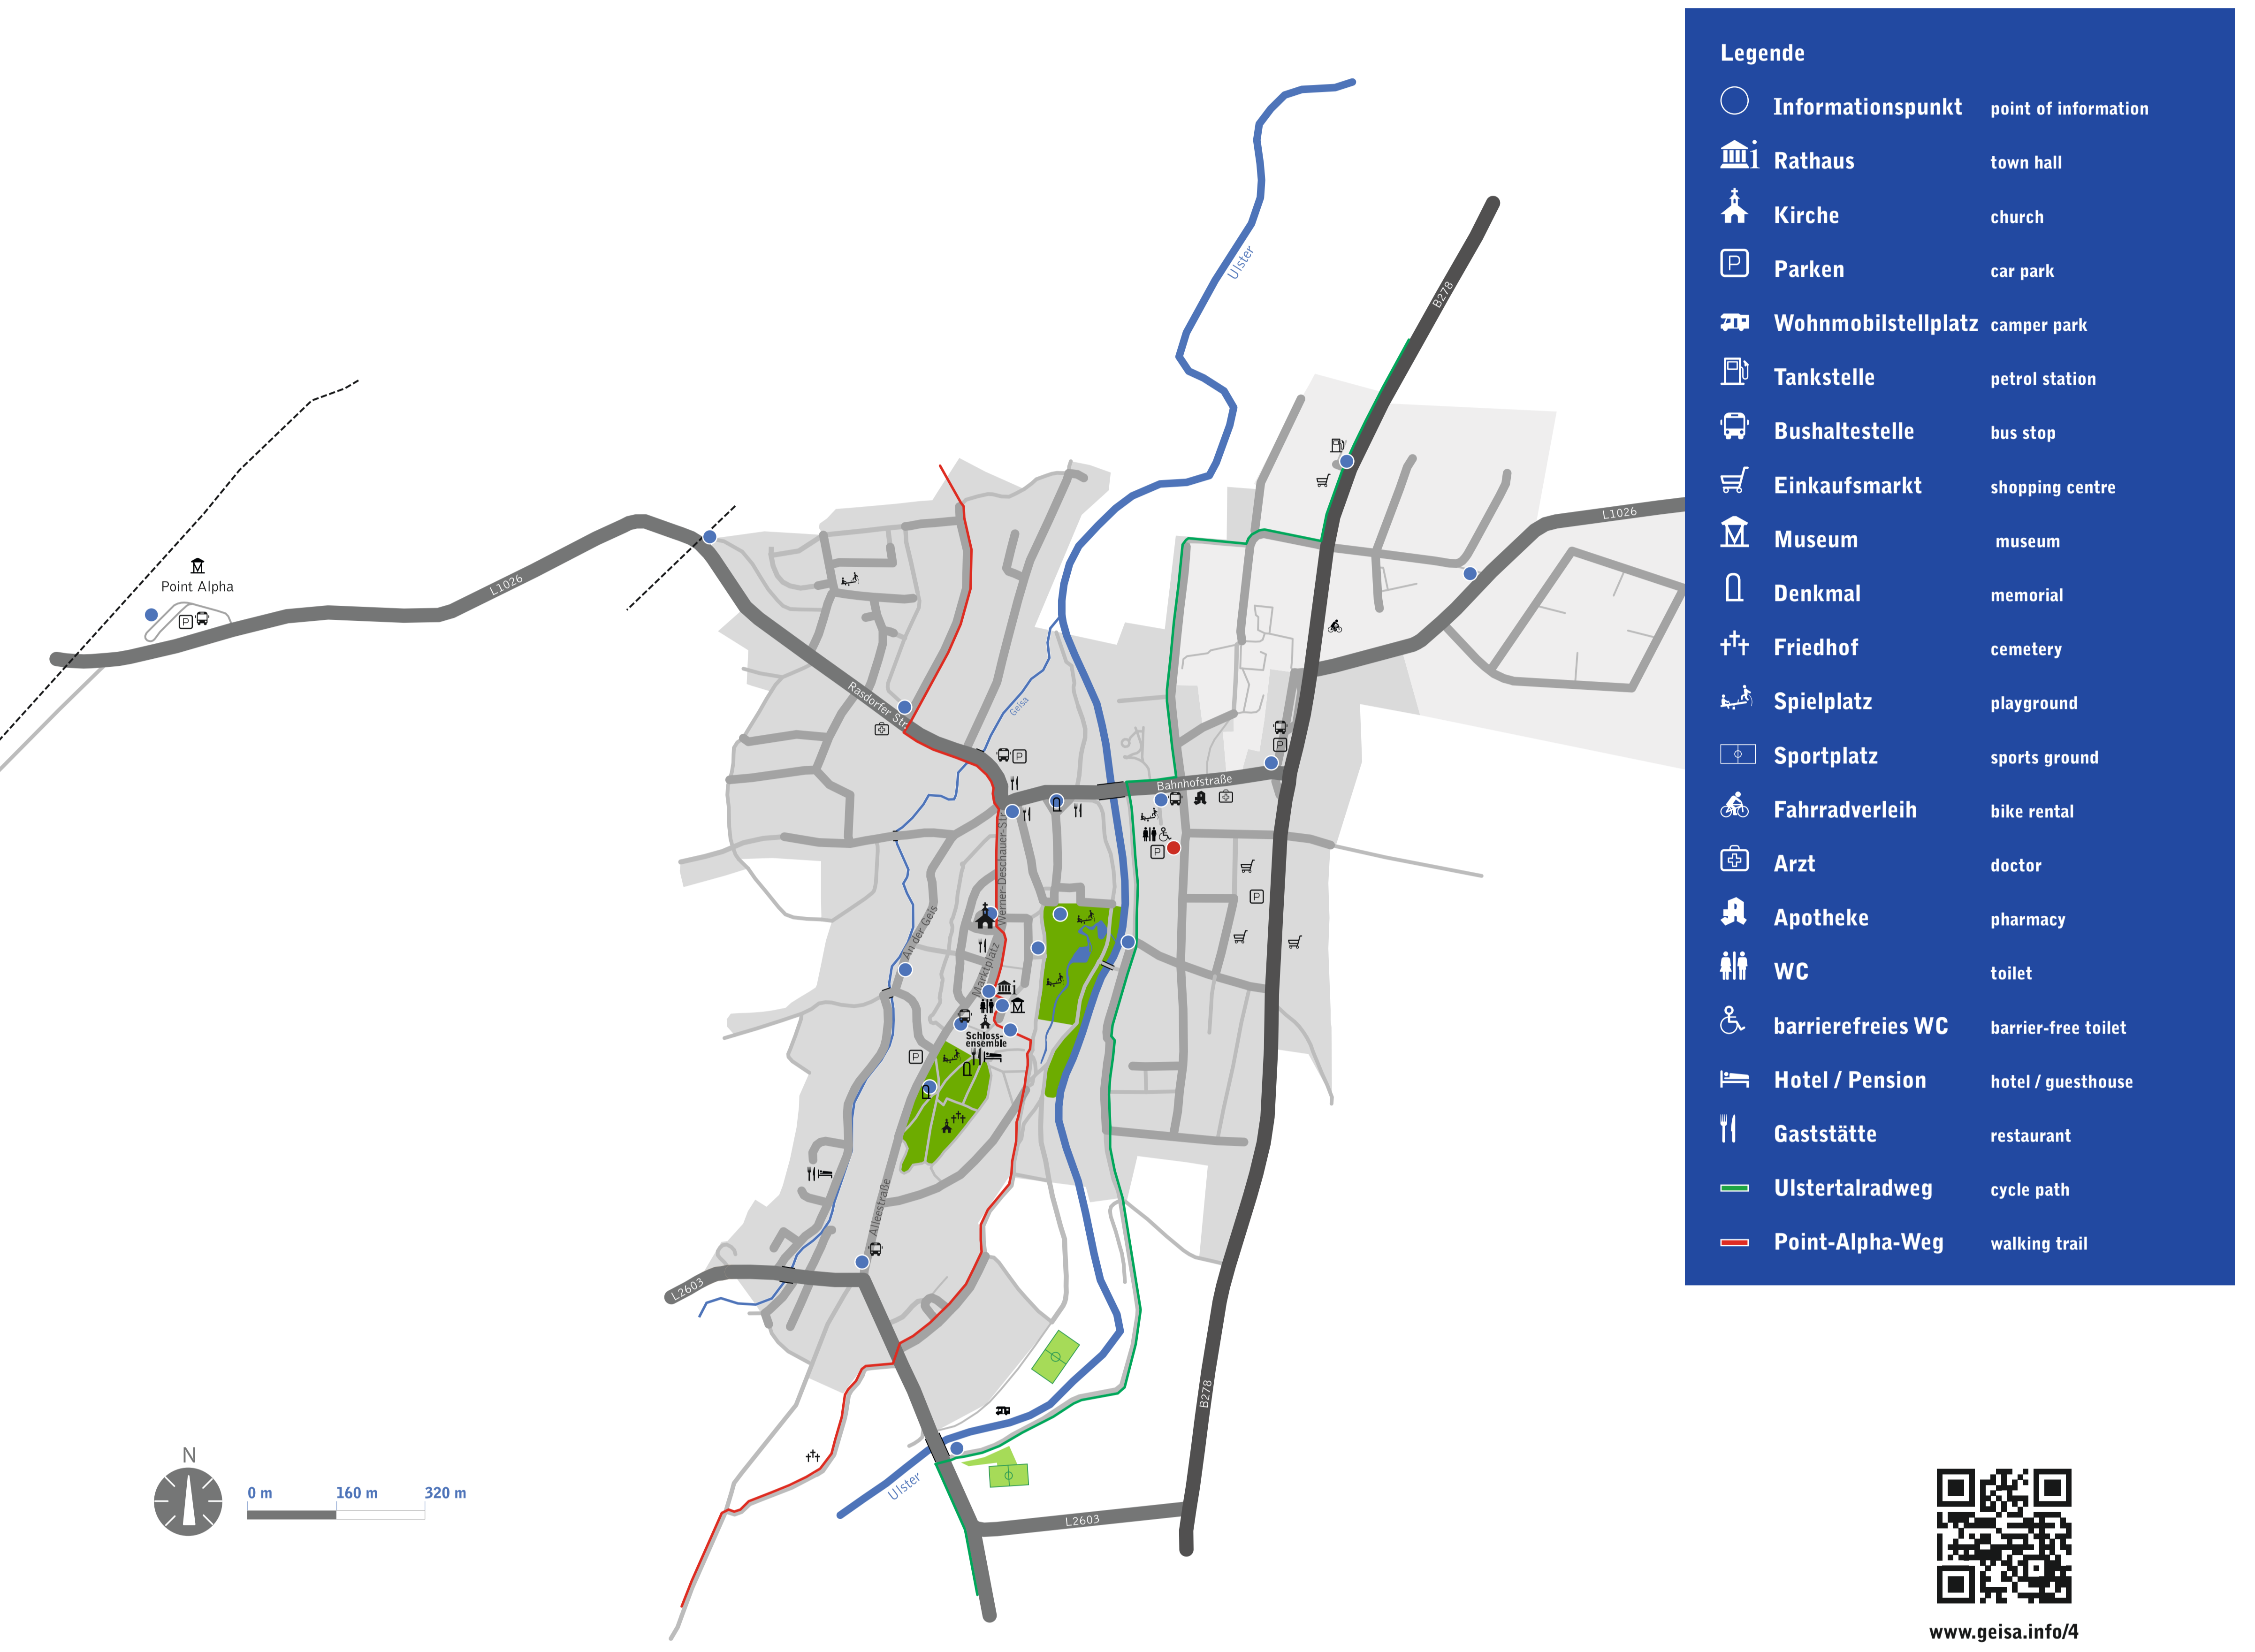 Legende
Informationspunkt point of information
i Rathaus town hall
Kirche church
P Parken car park
Wohnmobilstellplatz camper park
Tankstelle petrol station
Bushaltestelle bus stop
Einkaufsmarkt shopping centre
M Museum museum
Denkmal memorial
Friedhof cemetery
Spielplatz playground
Sportplatz sports ground
Fahrradverleih bike rental
Arzt doctor
A Apotheke pharmacy
WC toilet
barrierefreies WC barrier-free toilet
Hotel / Pension hotel / guesthouse
Gaststätte restaurant
Ulstertalradweg cycle path
Point-Alpha-Weg walking trail
Ulster
B278
L1026
M
Point Alpha
P
L1026
Rasdorfer Str.
Geisa
P
P
Bahnhofstraße
A
Werner-Deschauer-Str.
P
P
An der Geis
Marktplatz
i
M
Schloss-
ensemble
P
Alleestraße
L2603
B278
Ulster
L2603
N
0 m 160 m 320 m
www.geisa.info/4